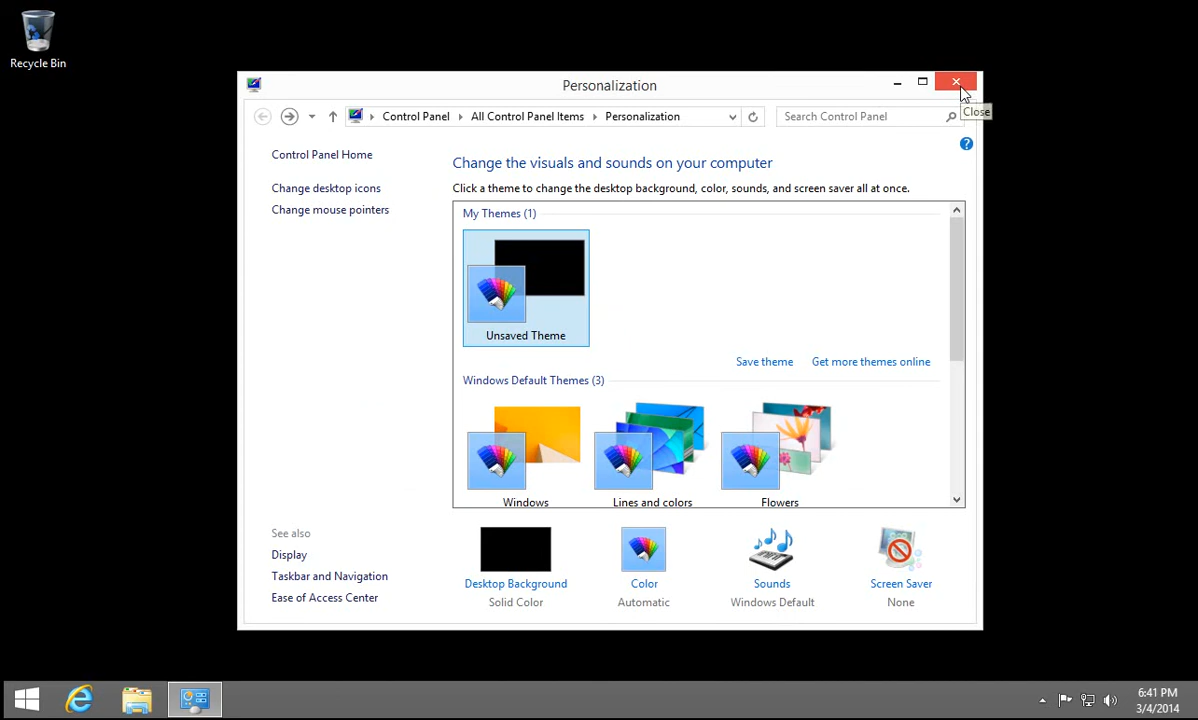 Recycle Bin
Personalization
Control Panel
All Control Panel Items
Personalization
Search Control Panel
Close
Control Panel Home
Change desktop icons
Change mouse pointers
Change the visuals and sounds on your computer
Click a theme to change the desktop background, color, sounds, and screen saver all at once.
My Themes (1)
Unsaved Theme
Save theme
Get more themes online
Windows Default Themes (3)
Windows
Lines and colors
Flowers
See also
Display
Taskbar and Navigation
Ease of Access Center
Desktop Background
Solid Color
Color
Automatic
Sounds
Windows Default
Screen Saver
None
6:41 PM
3/4/2014